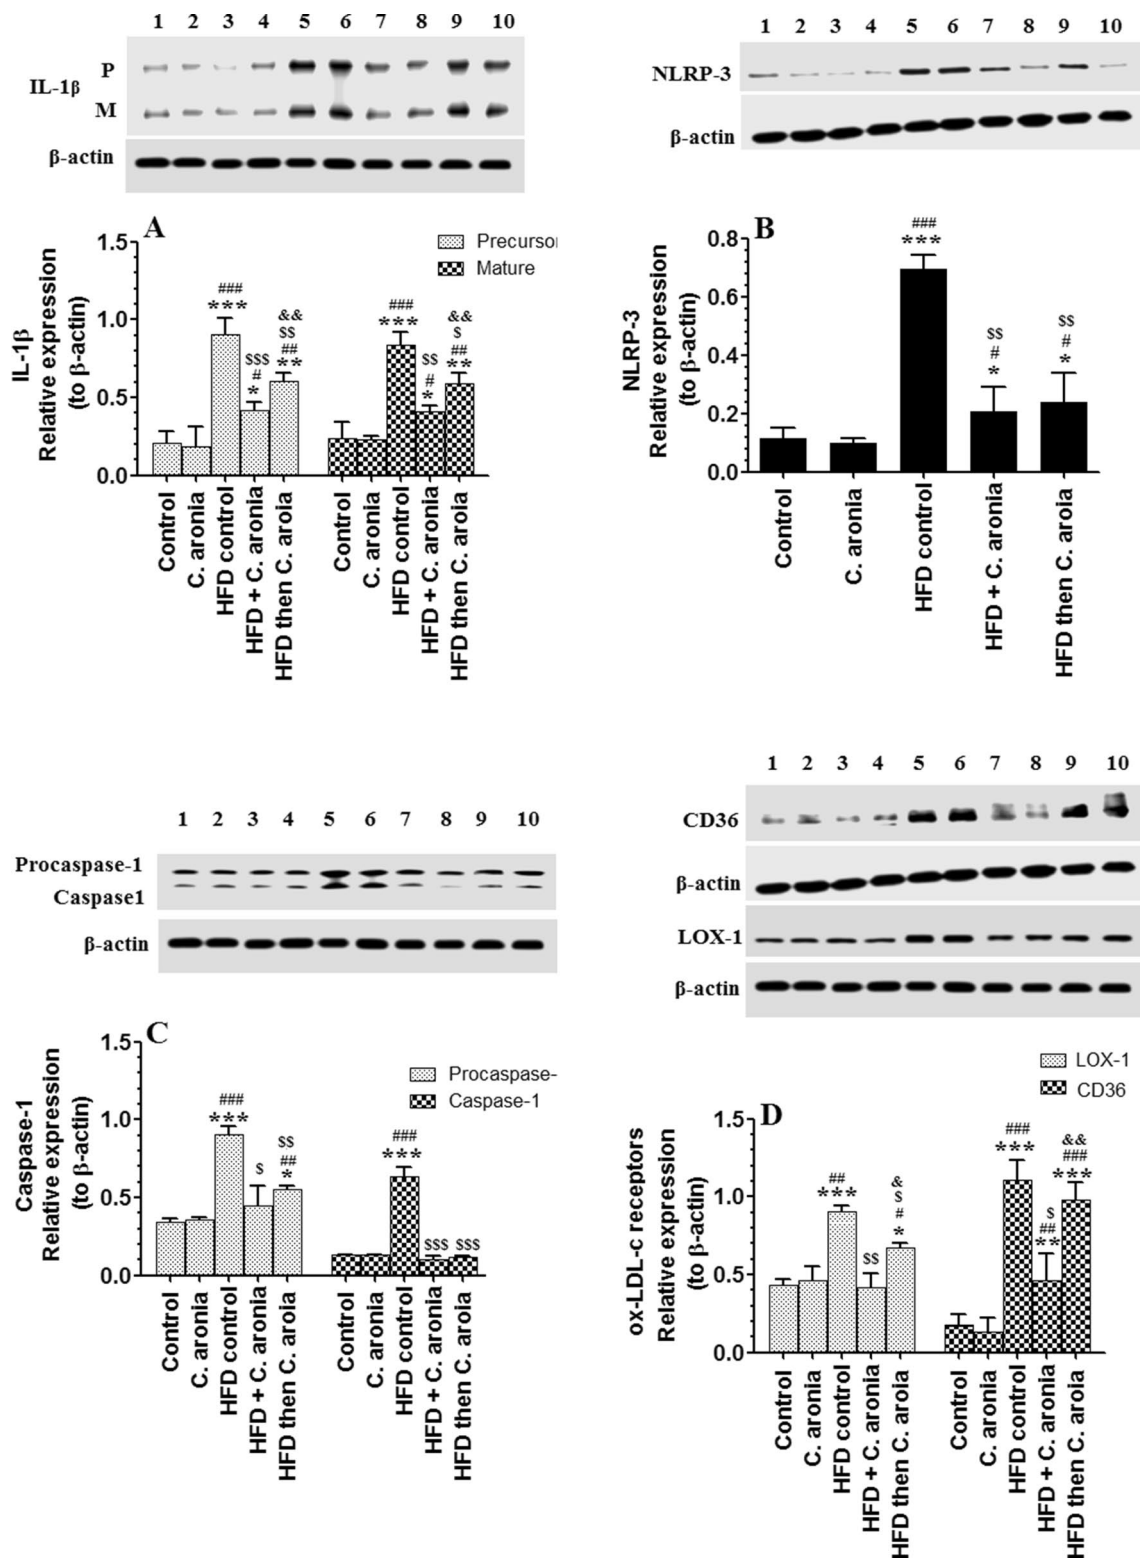 1 2 3 4 5 6 7 8 9 10
P
IL-1β
M
β-actin
A
Precursor
Mature
IL-1β
Relative expression
(to β-actin)
1.5
1.0
0.5
0.0
###
***
$$$
#
*
&&
$$
##
**
###
***
$$
#
*
&&
$
##
**
Control
C. aronia
HFD control
HFD + C. aronia
HFD then C. aroia
Control
C. aronia
HFD control
HFD + C. aronia
HFD then C. aroia
1 2 3 4 5 6 7 8 9 10
NLRP-3
β-actin
B
NLRP-3
Relative expression
(to β-actin)
0.8
0.6
0.4
0.2
0.0
###
***
$$
#
*
$$
#
*
Control
C. aronia
HFD control
HFD + C. aronia
HFD then C. aroia
1 2 3 4 5 6 7 8 9 10
Procaspase-1
Caspase1
β-actin
C
Procaspase-
Caspase-1
Caspase-1
Relative expression
(to β-actin)
1.5
1.0
0.5
0.0
###
***
$
$$
##
*
###
***
$$$
$$$
Control
C. aronia
HFD control
HFD + C. aronia
HFD then C. aroia
Control
C. aronia
HFD control
HFD + C. aronia
HFD then C. aroia
1 2 3 4 5 6 7 8 9 10
CD36
β-actin
LOX-1
β-actin
LOX-1
CD36
D
ox-LDL-c receptors
Relative expression
(to β-actin)
1.5
1.0
0.5
0.0
##
***
$$
&
$
#
*
###
***
$
##
**
&&
###
***
Control
C. aronia
HFD control
HFD + C. aronia
HFD then C. aroia
Control
C. aronia
HFD control
HFD + C. aronia
HFD then C. aroia